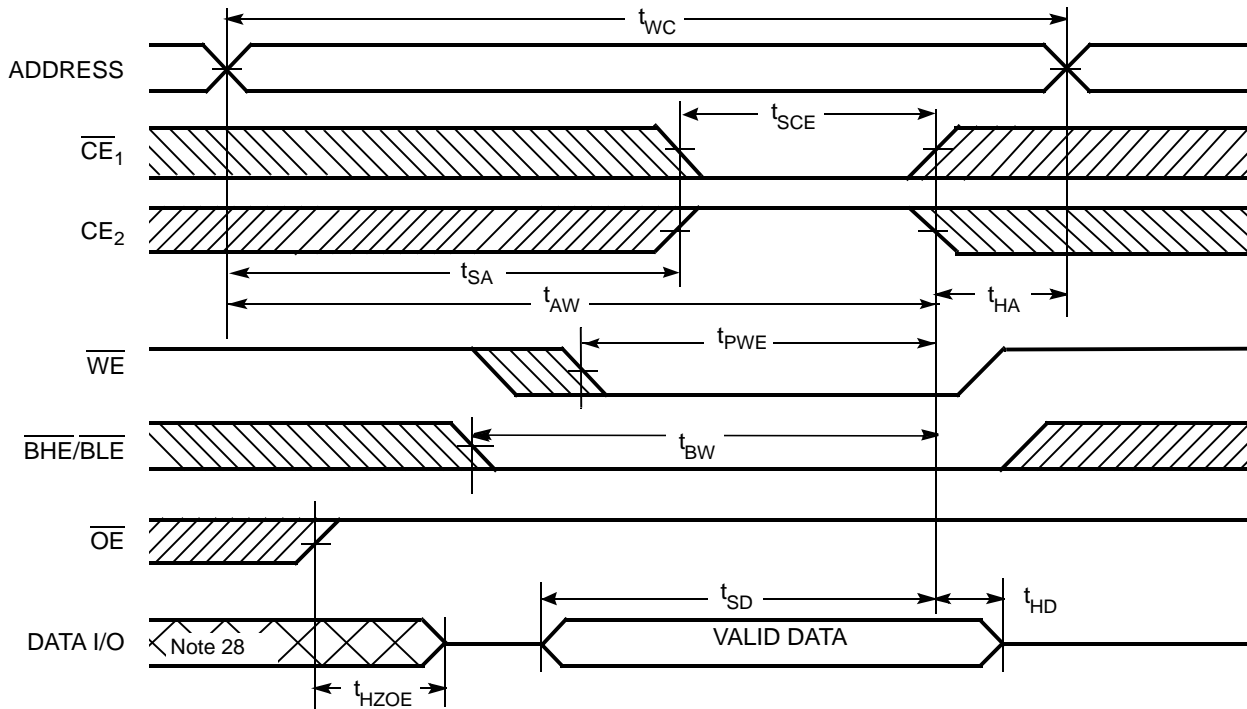 tWC
ADDRESS
tSCE
CE1
CE2
tSA
tAW
tHA
tPWE
WE
BHE/BLE
tBW
OE
tSD
tHD
DATA I/O
Note 28
VALID DATA
tHZOE